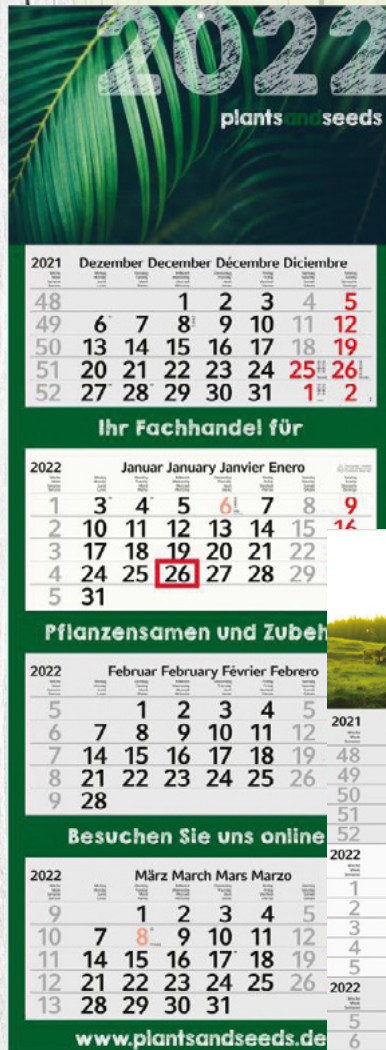 2022
plantsandseeds
2021 Dezember December Décembre Diciembre
48 1 2 3 4 5
49 6 7 8 9 10 11 12
50 13 14 15 16 17 18 19
51 20 21 22 23 24 25 26
52 27 28 29 30 31 1 2
Ihr Fachhandel für
2022 Januar January Janvier Enero
1 3 4 5 6 7 8 9
2 10 11 12 13 14 15 16
3 17 18 19 20 21 22
4 24 25 26 27 28 29
5 31
Pflanzensamen und Zubeh
2022 Februar February Février Febrero
5 1 2 3 4 5
6 7 8 9 10 11 12
7 14 15 16 17 18 19
8 21 22 23 24 25 26
9 28
Besuchen Sie uns online
2022 März March Mars Marzo
9 1 2 3 4 5
10 7 8 9 10 11 12
11 14 15 16 17 18 19
12 21 22 23 24 25 26
13 28 29 30 31
www.plantsandseeds.de
2021
48
49
50
51
52
2022
1
2
3
4
5
2022
5
6